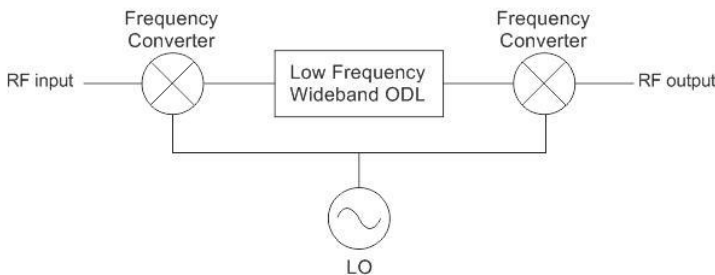 Frequency
Converter
Frequency
Converter
RF input
Low Frequency
Wideband ODL
RF output
LO